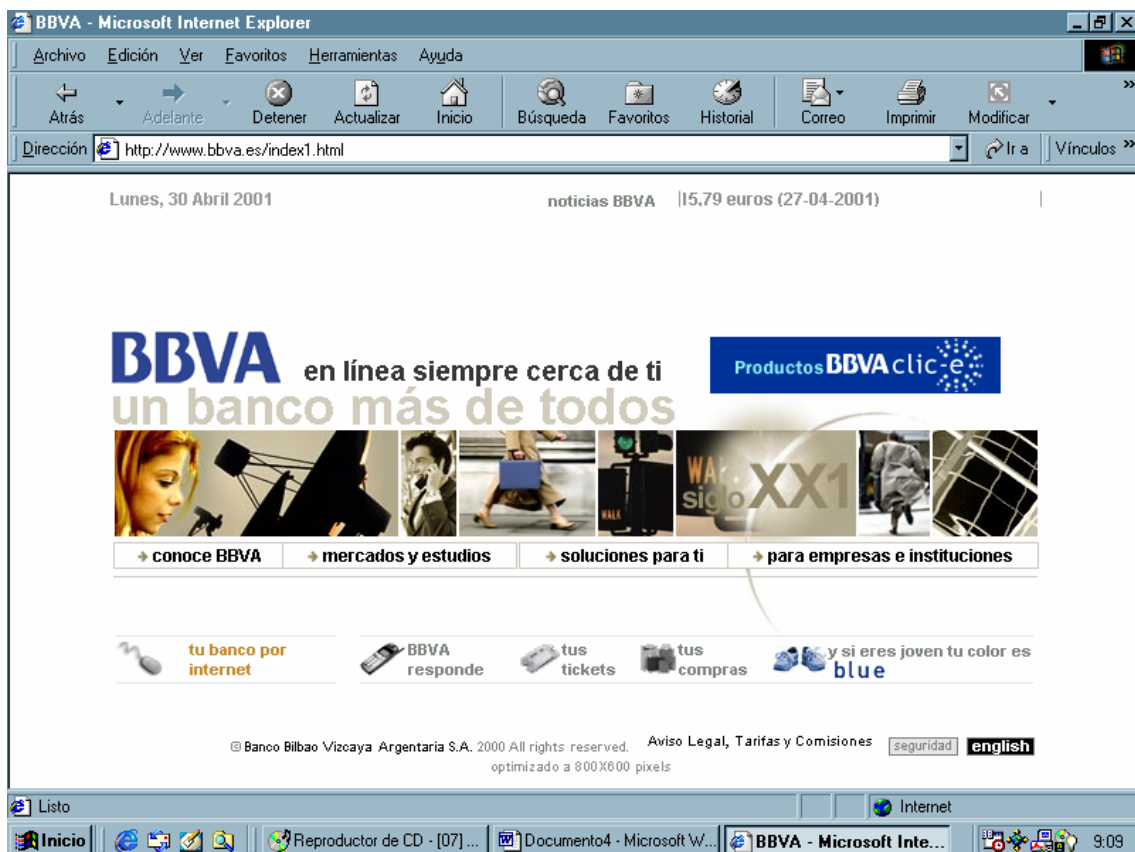 BBVA - Microsoft Internet Explorer
Archivo Edición Ver Favoritos Herramientas Ayuda
Atrás Adelante Detener Actualizar Inicio Búsqueda Favoritos Historial Correo Imprimir Modificar »
Dirección http://www.bbva.es/index1.html Ir a Vínculos »
Lunes, 30 Abril 2001 noticias BBVA 15,79 euros (27-04-2001)
BBVA en línea siempre cerca de ti
Productos BBVA clic-e
un banco más de todos
WALK
siglo XX1
WALK
conoce BBVA mercados y estudios soluciones para ti para empresas e instituciones
tu banco por
internet
BBVA
responde
tus
tickets
tus
compras
y si eres joven tu color es
blue
© Banco Bilbao Vizcaya Argentaria S.A. 2000 All rights reserved. Aviso Legal, Tarifas y Comisiones seguridad english
optimizado a 800X600 pixels
Listo Internet
Inicio Reproductor de CD - [07] ... Documento4 - Microsoft W... BBVA - Microsoft Inte... 9:09